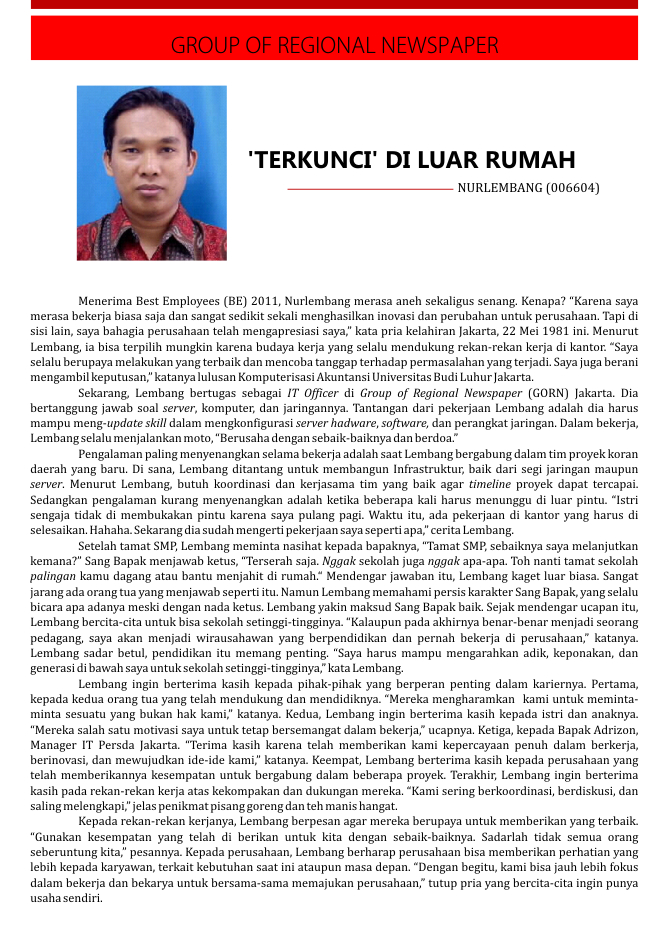 GROUP OF REGIONAL NEWSPAPER
'TERKUNCI' DI LUAR RUMAH
NURLEMBANG (006604)
Menerima Best Employees (BE) 2011, Nurlembang merasa aneh sekaligus senang. Kenapa? “Karena saya
merasa bekerja biasa saja dan sangat sedikit sekali menghasilkan inovasi dan perubahan untuk perusahaan. Tapi di
sisi lain, saya bahagia perusahaan telah mengapresiasi saya,” kata pria kelahiran Jakarta, 22 Mei 1981 ini. Menurut
Lembang, ia bisa terpilih mungkin karena budaya kerja yang selalu mendukung rekan-rekan kerja di kantor. “Saya
selalu berupaya melakukan yang terbaik dan mencoba tanggap terhadap permasalahan yang terjadi. Saya juga berani
mengambil keputusan,” katanya lulusan Komputerisasi Akuntansi Universitas Budi Luhur Jakarta.
Sekarang, Lembang bertugas sebagai IT Officer di Group of Regional Newspaper (GORN) Jakarta. Dia
bertanggung jawab soal server, komputer, dan jaringannya. Tantangan dari pekerjaan Lembang adalah dia harus
mampu meng-update skill dalam mengkonfigurasi server hadware, software, dan perangkat jaringan. Dalam bekerja,
Lembang selalu menjalankan moto, “Berusaha dengan sebaik-baiknya dan berdoa.”
Pengalaman paling menyenangkan selama bekerja adalah saat Lembang bergabung dalam tim proyek koran
daerah yang baru. Di sana, Lembang ditantang untuk membangun Infrastruktur, baik dari segi jaringan maupun
server. Menurut Lembang, butuh koordinasi dan kerjasama tim yang baik agar timeline proyek dapat tercapai.
Sedangkan pengalaman kurang menyenangkan adalah ketika beberapa kali harus menunggu di luar pintu. “Istri
sengaja tidak di membukakan pintu karena saya pulang pagi. Waktu itu, ada pekerjaan di kantor yang harus di
selesaikan. Hahaha. Sekarang dia sudah mengerti pekerjaan saya seperti apa,” cerita Lembang.
Setelah tamat SMP, Lembang meminta nasihat kepada bapaknya, “Tamat SMP, sebaiknya saya melanjutkan
kemana?” Sang Bapak menjawab ketus, “Terserah saja. Nggak sekolah juga nggak apa-apa. Toh nanti tamat sekolah
palingan kamu dagang atau bantu menjahit di rumah.“ Mendengar jawaban itu, Lembang kaget luar biasa. Sangat
jarang ada orang tua yang menjawab seperti itu. Namun Lembang memahami persis karakter Sang Bapak, yang selalu
bicara apa adanya meski dengan nada ketus. Lembang yakin maksud Sang Bapak baik. Sejak mendengar ucapan itu,
Lembang bercita-cita untuk bisa sekolah setinggi-tingginya. “Kalaupun pada akhirnya benar-benar menjadi seorang
pedagang, saya akan menjadi wirausahawan yang berpendidikan dan pernah bekerja di perusahaan,” katanya.
Lembang sadar betul, pendidikan itu memang penting. “Saya harus mampu mengarahkan adik, keponakan, dan
generasi di bawah saya untuk sekolah setinggi-tingginya,” kata Lembang.
Lembang ingin berterima kasih kepada pihak-pihak yang berperan penting dalam kariernya. Pertama,
kepada kedua orang tua yang telah mendukung dan mendidiknya. “Mereka mengharamkan kami untuk meminta-
minta sesuatu yang bukan hak kami,” katanya. Kedua, Lembang ingin berterima kasih kepada istri dan anaknya.
“Mereka salah satu motivasi saya untuk tetap bersemangat dalam bekerja,” ucapnya. Ketiga, kepada Bapak Adrizon,
Manager IT Persda Jakarta. “Terima kasih karena telah memberikan kami kepercayaan penuh dalam berkerja,
berinovasi, dan mewujudkan ide-ide kami,” katanya. Keempat, Lembang berterima kasih kepada perusahaan yang
telah memberikannya kesempatan untuk bergabung dalam beberapa proyek. Terakhir, Lembang ingin berterima
kasih pada rekan-rekan kerja atas kekompakan dan dukungan mereka. “Kami sering berkoordinasi, berdiskusi, dan
saling melengkapi,” jelas penikmat pisang goreng dan teh manis hangat.
Kepada rekan-rekan kerjanya, Lembang berpesan agar mereka berupaya untuk memberikan yang terbaik.
“Gunakan kesempatan yang telah di berikan untuk kita dengan sebaik-baiknya. Sadarlah tidak semua orang
seberuntung kita,” pesannya. Kepada perusahaan, Lembang berharap perusahaan bisa memberikan perhatian yang
lebih kepada karyawan, terkait kebutuhan saat ini ataupun masa depan. “Dengan begitu, kami bisa jauh lebih fokus
dalam bekerja dan bekarya untuk bersama-sama memajukan perusahaan,” tutup pria yang bercita-cita ingin punya
usaha sendiri.